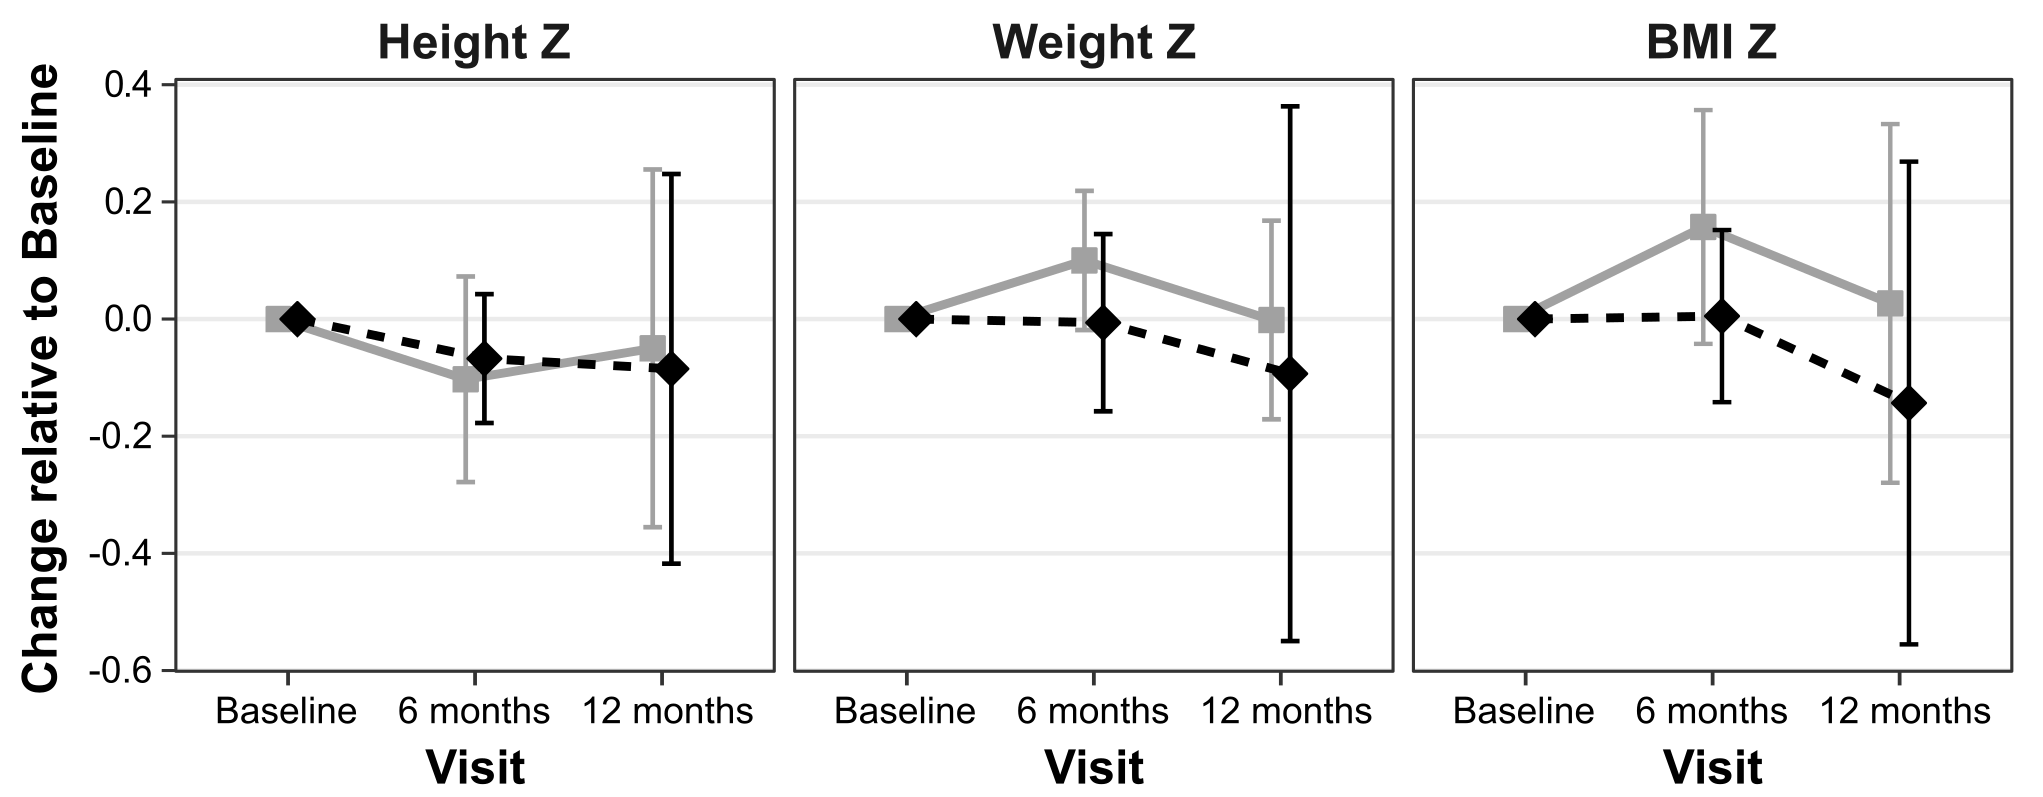 Height Z
Weight Z
BMI Z
Change relative to Baseline
0.4
0.2
0.0
-0.2
-0.4
-0.6
Baseline 6 months 12 months
Baseline 6 months 12 months
Baseline 6 months 12 months
Visit
Visit
Visit